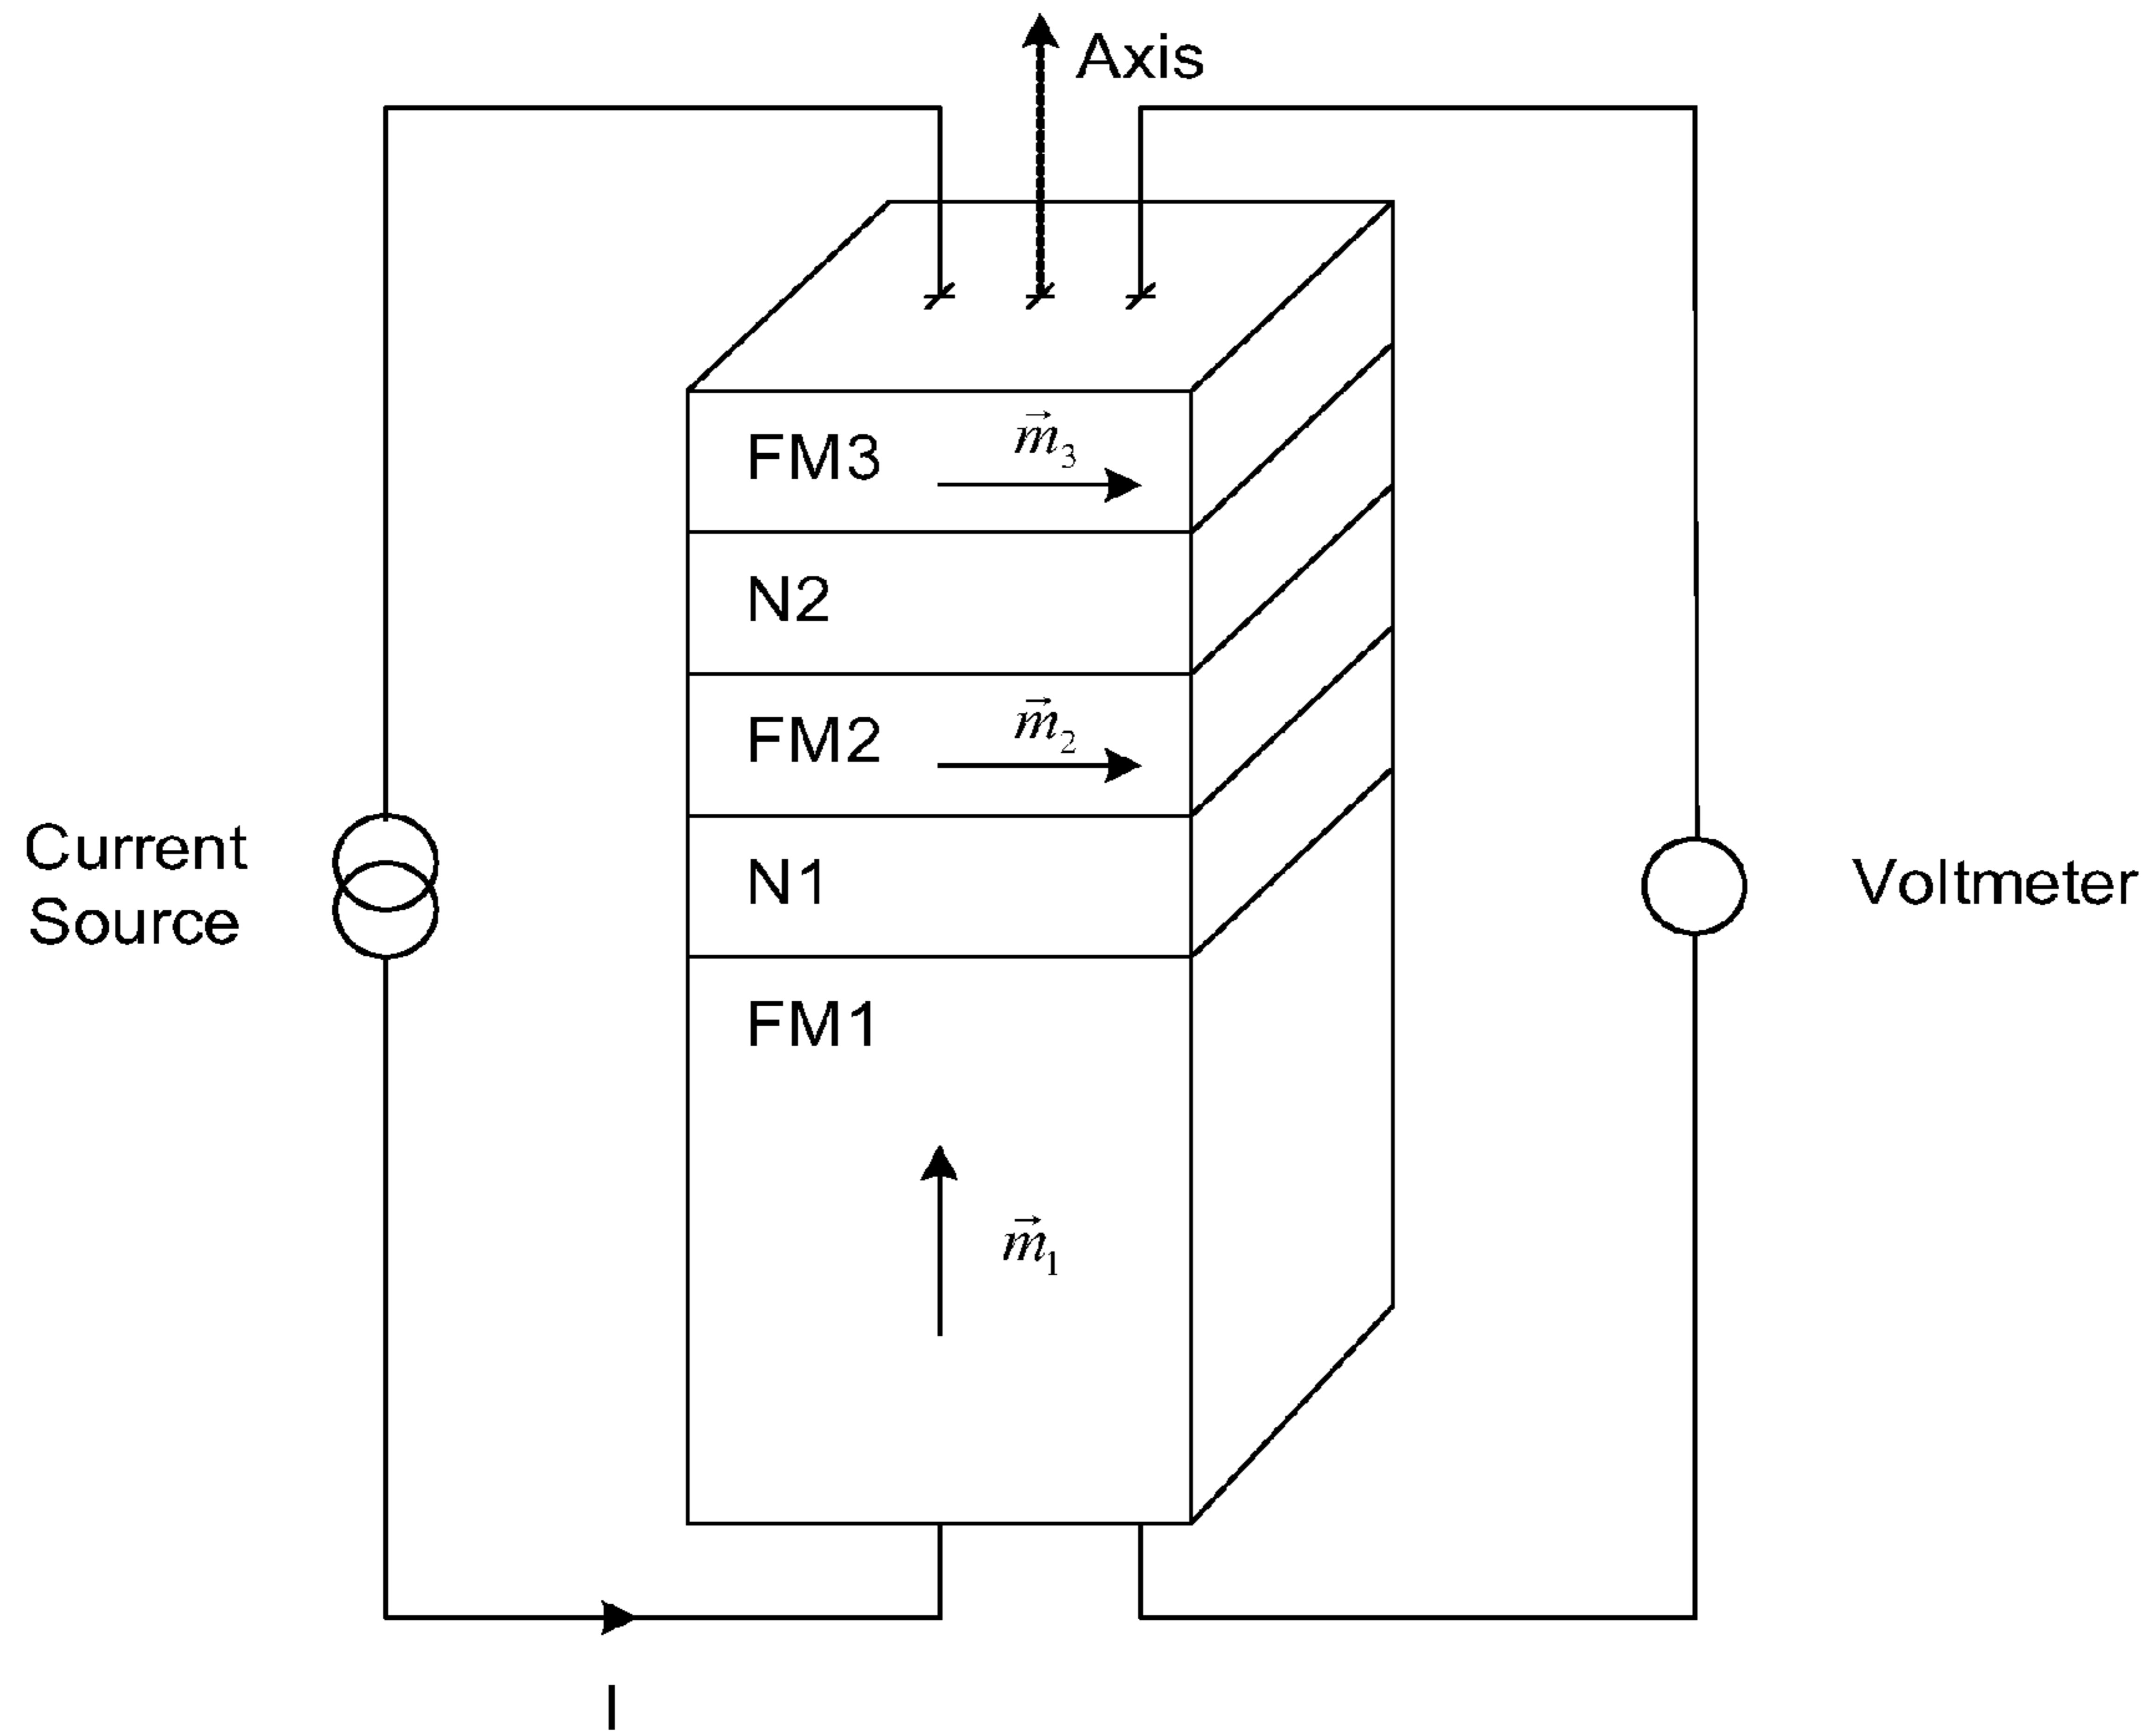 Axis
FM3
m⃗₃
N2
FM2
m⃗₂
Current
Source
N1
Voltmeter
FM1
m⃗₁
I